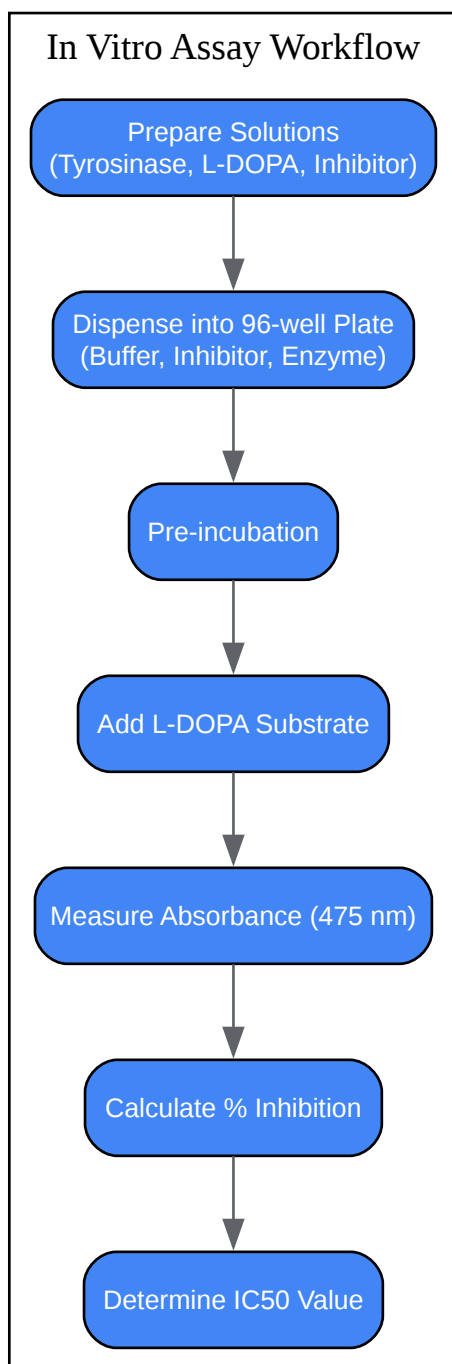 In Vitro Assay Workflow
Prepare Solutions
(Tyrosinase, L-DOPA, Inhibitor)
Dispense into 96-well Plate
(Buffer, Inhibitor, Enzyme)
Pre-incubation
Add L-DOPA Substrate
Measure Absorbance (475 nm)
Calculate % Inhibition
Determine IC50 Value